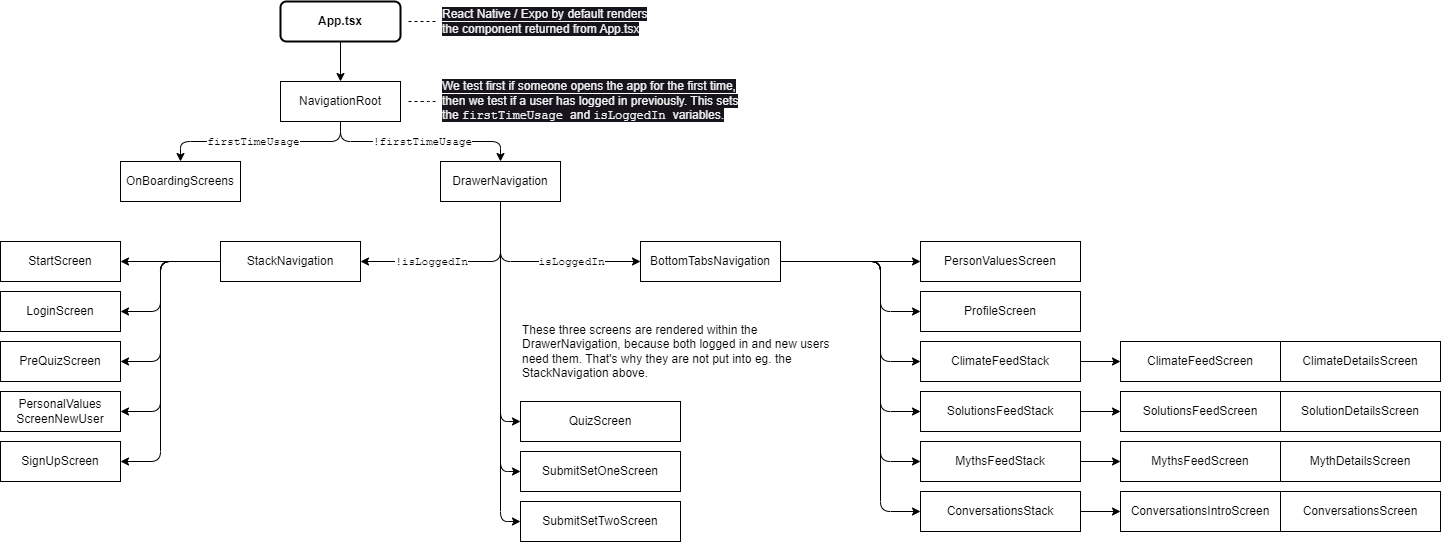 App.tsx
React Native / Expo by default renders
the component returned from App.tsx
NavigationRoot
We test first if someone opens the app for the first time,
then we test if a user has logged in previously. This sets
the firstTimeUsage and isLoggedIn variables.
firstTimeUsage
!firstTimeUsage
OnBoardingScreens
DrawerNavigation
StartScreen
StackNavigation
!isLoggedIn
isLoggedIn
BottomTabsNavigation
PersonValuesScreen
LoginScreen
ProfileScreen
These three screens are rendered within the
DrawerNavigation, because both logged in and new users
need them. That's why they are not put into eg. the
StackNavigation above.
PreQuizScreen
ClimateFeedStack
ClimateFeedScreen
ClimateDetailsScreen
PersonalValues
ScreenNewUser
QuizScreen
SolutionsFeedStack
SolutionsFeedScreen
SolutionDetailsScreen
SignUpScreen
SubmitSetOneScreen
MythsFeedStack
MythsFeedScreen
MythDetailsScreen
SubmitSetTwoScreen
ConversationsStack
ConversationsIntroScreen
ConversationsScreen